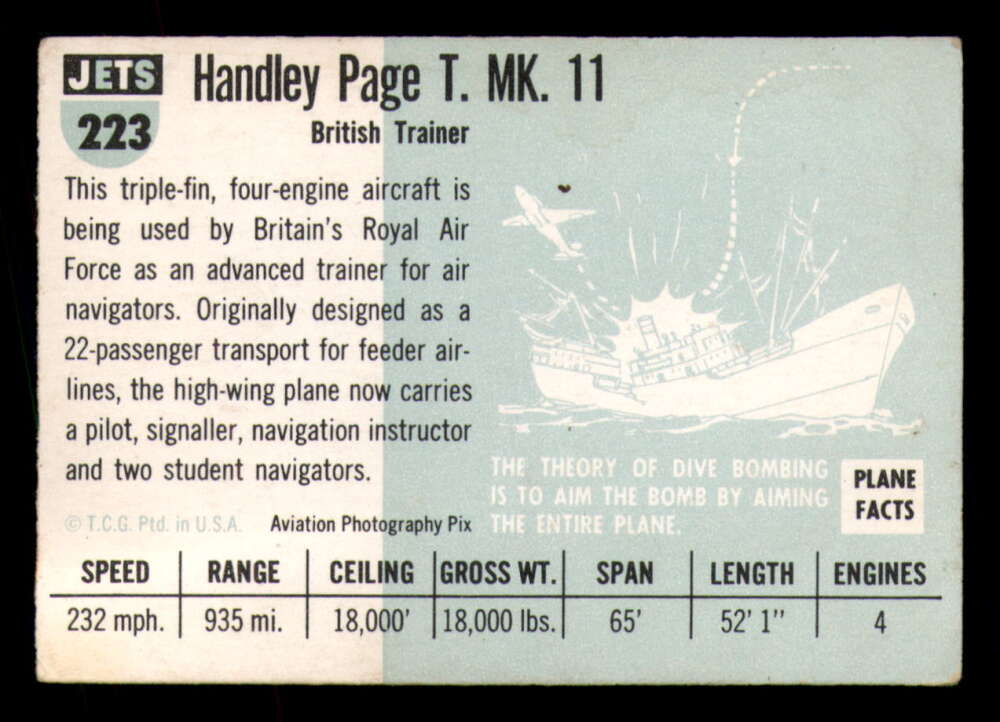 JETS
223
Handley Page T. MK. 11
British Trainer
This triple-fin, four-engine aircraft is
being used by Britain's Royal Air
Force as an advanced trainer for air
navigators. Originally designed as a
22-passenger transport for feeder air-
lines, the high-wing plane now carries
a pilot, signaller, navigation instructor
and two student navigators.
© T.C.G. Ptd. in U.S.A. Aviation Photography Pix
THE THEORY OF DIVE BOMBING
IS TO AIM THE BOMB BY AIMING
THE ENTIRE PLANE.
PLANE
FACTS
SPEED RANGE CEILING GROSS WT. SPAN LENGTH ENGINES
232 mph. 935 mi. 18,000' 18,000 lbs. 65' 52' 1" 4